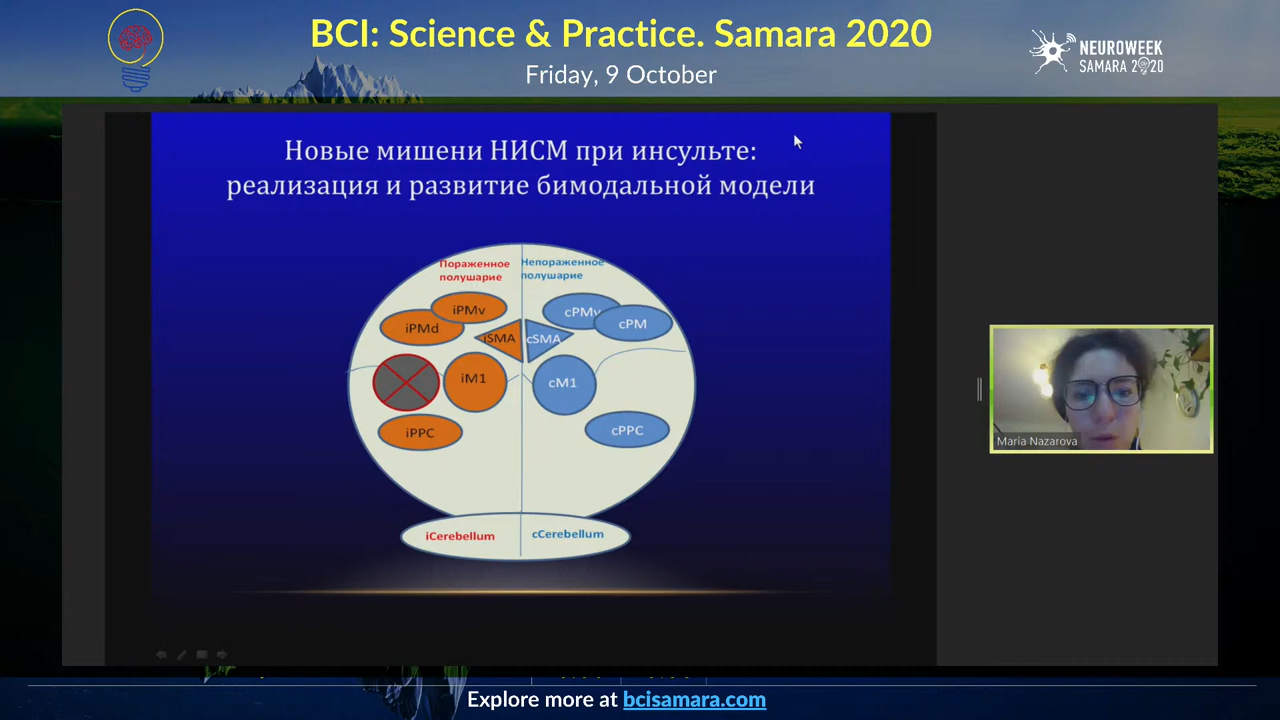 BCI: Science & Practice. Samara 2020
Friday, 9 October
NEUROWEEK
SAMARA 2020
Новые мишени НИСМ при инсульте:
реализация и развитие бимодальной модели
Пораженное
полушарие
Непораженное
полушарие
iPMv
iPMd
cPMv
cPM
iSMA
cSMA
iM1
cM1
iPPC
cPPC
iCerebellum
cCerebellum
Maria Nazarova
Explore more at bcisamara.com